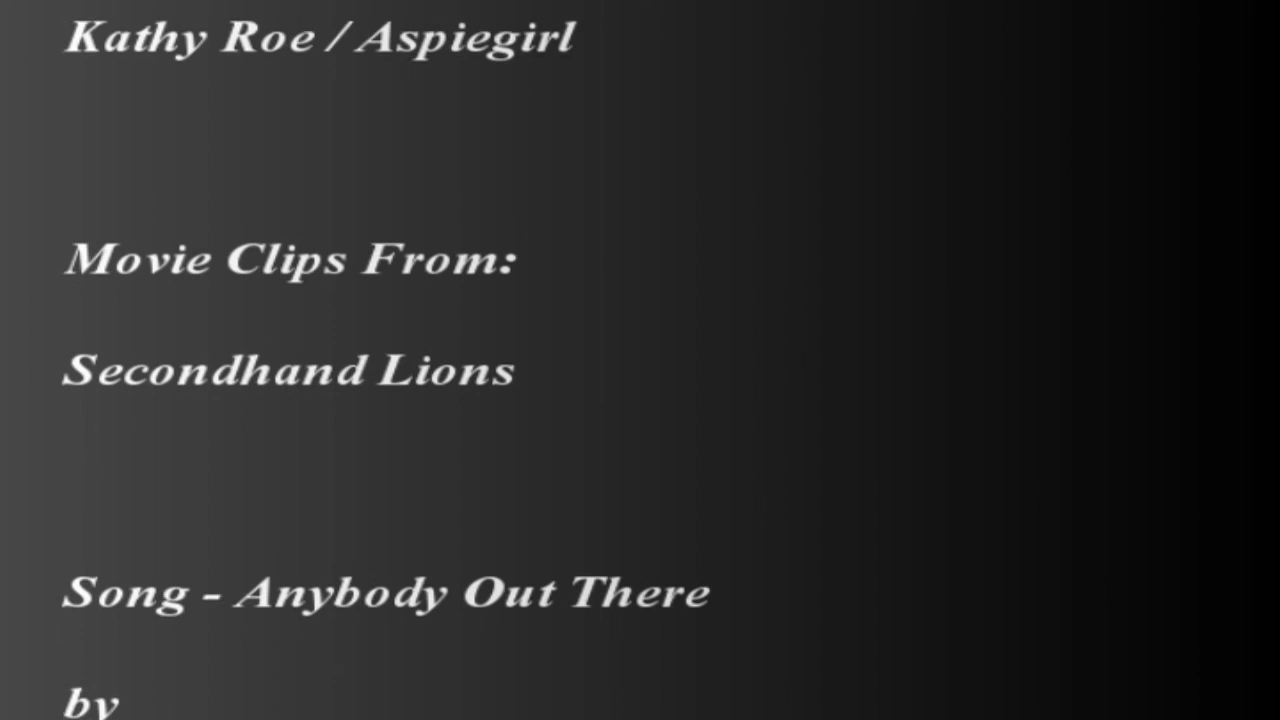 Kathy Roe / Aspiegirl
Movie Clips From:
Secondhand Lions
Song - Anybody Out There
by